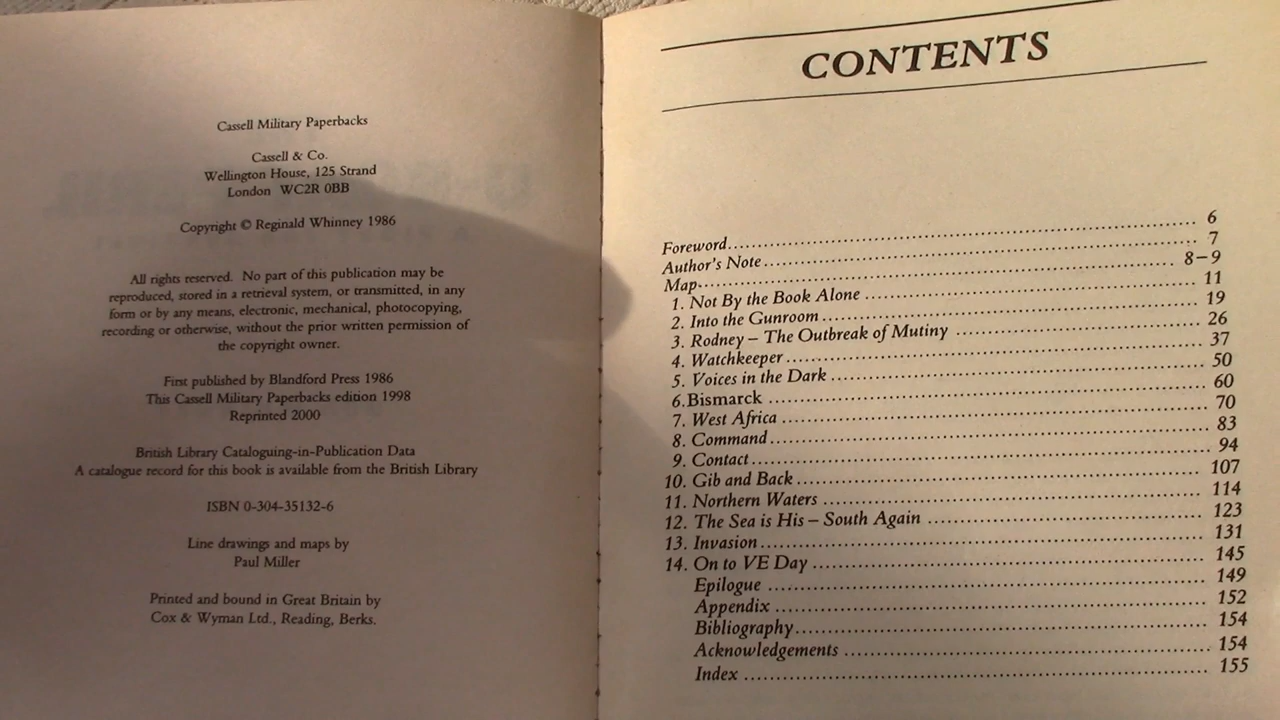 Cassell Military Paperbacks
Cassell & Co.
Wellington House, 125 Strand
London WC2R 0BB
Copyright © Reginald Whinney 1986
All rights reserved. No part of this publication may be
reproduced, stored in a retrieval system, or transmitted, in any
form or by any means, electronic, mechanical, photocopying,
recording or otherwise, without the prior written permission of
the copyright owner.
First published by Blandford Press 1986
This Cassell Military Paperbacks edition 1998
Reprinted 2000
British Library Cataloguing-in-Publication Data
A catalogue record for this book is available from the British Library
ISBN 0-304-35132-6
Line drawings and maps by
Paul Miller
Printed and bound in Great Britain by
Cox & Wyman Ltd., Reading, Berks.
CONTENTS
Foreword 6
Author's Note 7
Map 8–9
1. Not By the Book Alone 11
2. Into the Gunroom 19
3. Rodney – The Outbreak of Mutiny 26
4. Watchkeeper 37
5. Voices in the Dark 50
6. Bismarck 60
7. West Africa 70
8. Command 83
9. Contact 94
10. Gib and Back 107
11. Northern Waters 114
12. The Sea is His – South Again 123
13. Invasion 131
14. On to VE Day 145
Epilogue 149
Appendix 152
Bibliography 154
Acknowledgements 154
Index 155